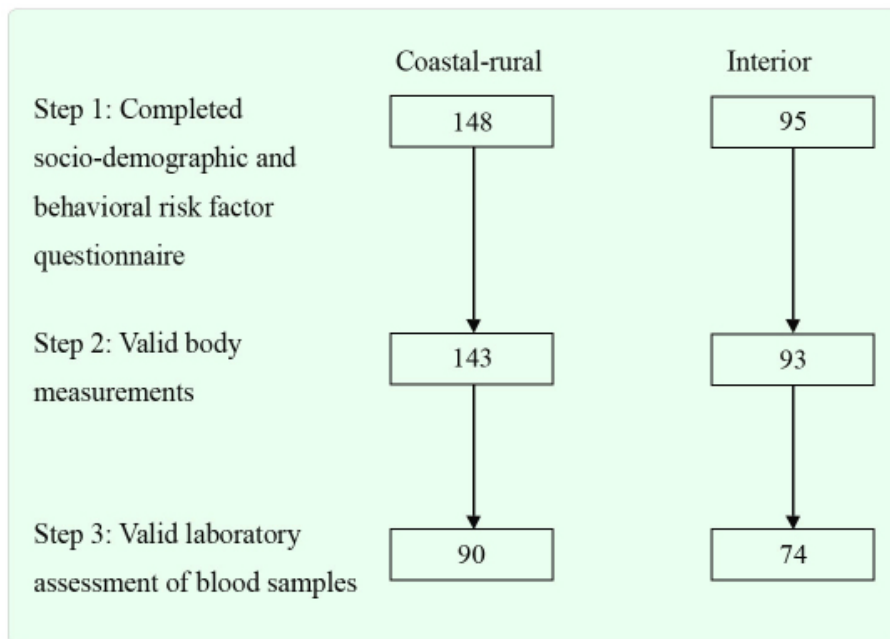 Coastal-rural Interior
Step 1: Completed
socio-demographic and
behavioral risk factor
questionnaire
148 95
Step 2: Valid body
measurements
143 93
Step 3: Valid laboratory
assessment of blood samples
90 74